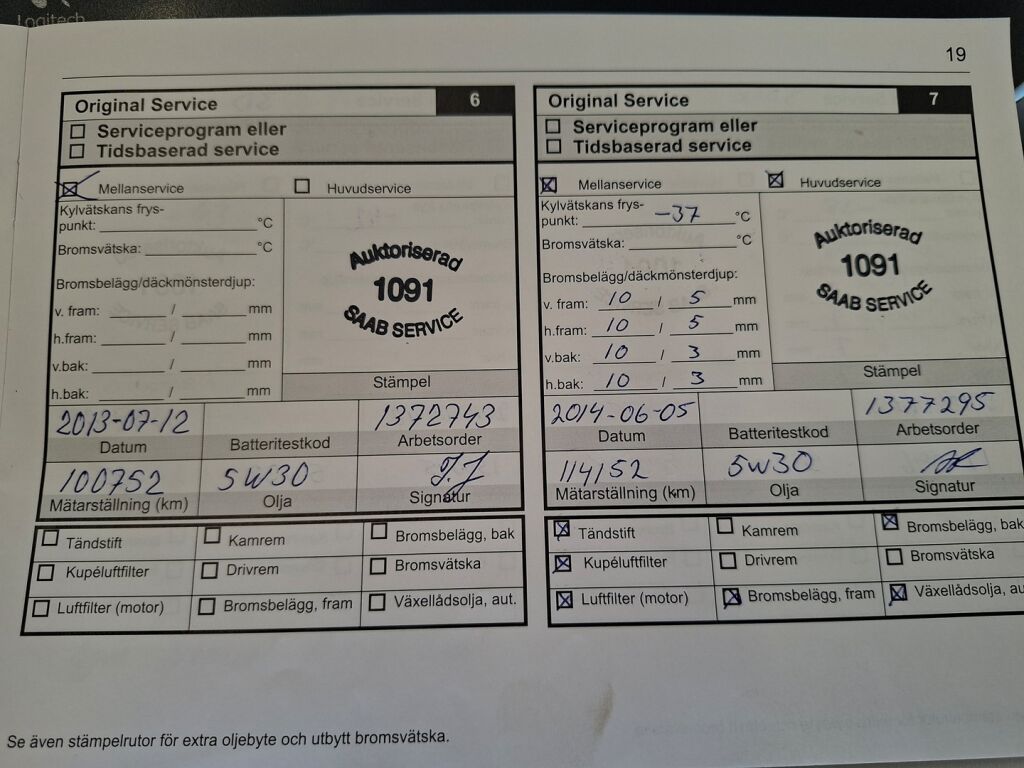 Logitech
19
Original Service 6
Serviceprogram eller
Tidsbaserad service
Mellanservice Huvudservice
Kylvätskans frys-
punkt: °C
Bromsvätska: °C
Bromsbelägg/däckmönsterdjup:
v. fram: / mm
h.fram: / mm
v.bak: / mm
h.bak: / mm
Auktoriserad
1091
SAAB SERVICE
Stämpel
2013-07-12 1372743
Datum Batteritestkod Arbetsorder
100752 5W30
Mätarställning (km) Olja Signatur
Tändstift Kamrem Bromsbelägg, bak
Kupéluftfilter Drivrem Bromsvätska
Luftfilter (motor) Bromsbelägg, fram Växellådsolja, aut.
Original Service 7
Serviceprogram eller
Tidsbaserad service
Mellanservice Huvudservice
Kylvätskans frys-
punkt: -37 °C
Bromsvätska: °C
Bromsbelägg/däckmönsterdjup:
v. fram: 10 / 5 mm
h.fram: 10 / 5 mm
v.bak: 10 / 3 mm
h.bak: 10 / 3 mm
Auktoriserad
1091
SAAB SERVICE
Stämpel
2014-06-05 1377295
Datum Batteritestkod Arbetsorder
114152 5W30
Mätarställning (km) Olja Signatur
Tändstift Kamrem Bromsbelägg, bak
Kupéluftfilter Drivrem Bromsvätska
Luftfilter (motor) Bromsbelägg, fram Växellådsolja, au
Se även stämpelrutor för extra oljebyte och utbytt bromsvätska.